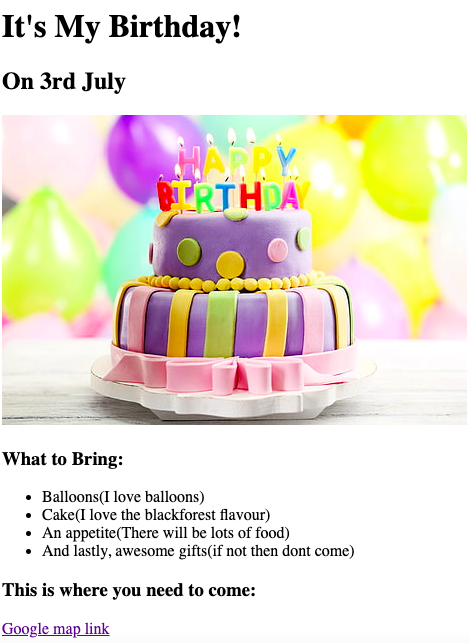 It's My Birthday!
On 3rd July
HAPPY
BIRTHDAY
What to Bring:
Balloons(I love balloons)
Cake(I love the blackforest flavour)
An appetite(There will be lots of food)
And lastly, awesome gifts(if not then dont come)
This is where you need to come:
Google map link